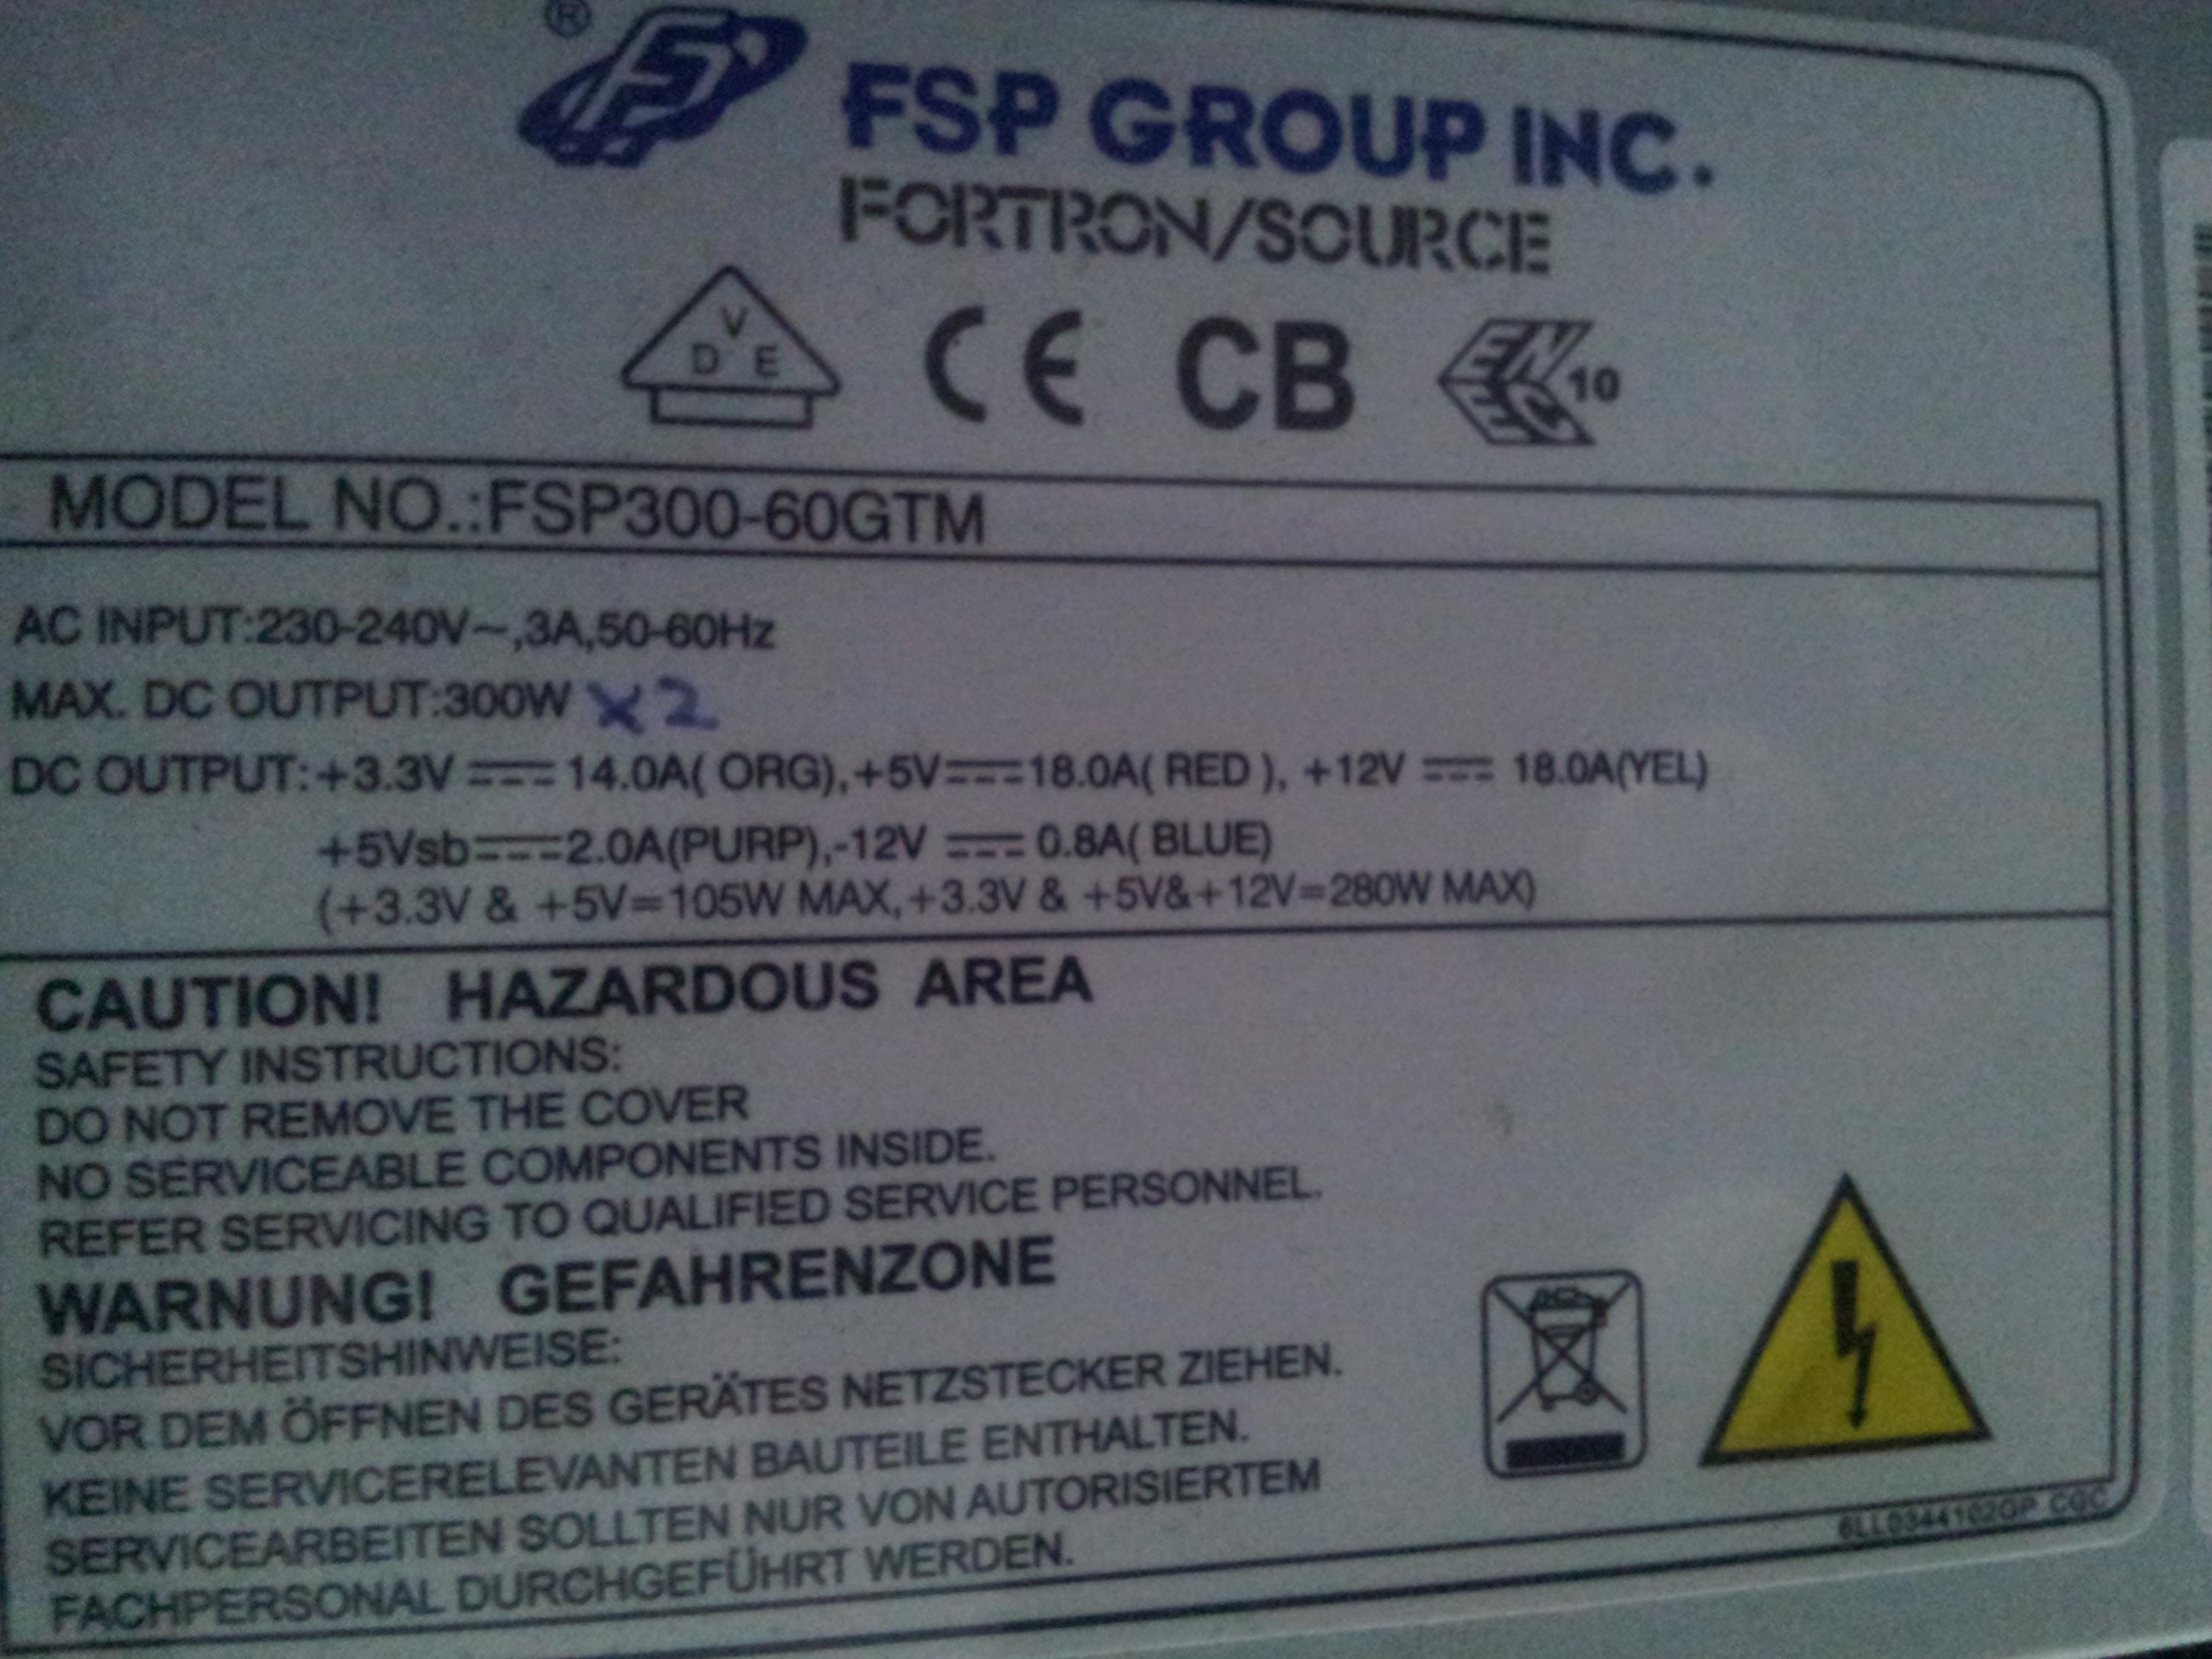 ®
FSP GROUP INC.
FORTRON/SOURCE
VDE CE CB ENEC 10
MODEL NO.:FSP300-60GTM
AC INPUT:230-240V~,3A,50-60Hz
MAX. DC OUTPUT:300W X2
DC OUTPUT:+3.3V⎓14.0A( ORG),+5V⎓18.0A( RED ), +12V ⎓ 18.0A(YEL)
+5Vsb⎓2.0A(PURP),-12V ⎓ 0.8A( BLUE)
(+3.3V & +5V=105W MAX,+3.3V & +5V&+12V=280W MAX)
CAUTION! HAZARDOUS AREA
SAFETY INSTRUCTIONS:
DO NOT REMOVE THE COVER
NO SERVICEABLE COMPONENTS INSIDE.
REFER SERVICING TO QUALIFIED SERVICE PERSONNEL.
WARNUNG! GEFAHRENZONE
SICHERHEITSHINWEISE:
VOR DEM ÖFFNEN DES GERÄTES NETZSTECKER ZIEHEN.
KEINE SERVICERELEVANTEN BAUTEILE ENTHALTEN.
SERVICEARBEITEN SOLLTEN NUR VON AUTORISIERTEM
FACHPERSONAL DURCHGEFÜHRT WERDEN.
6LL0344102GP CGC